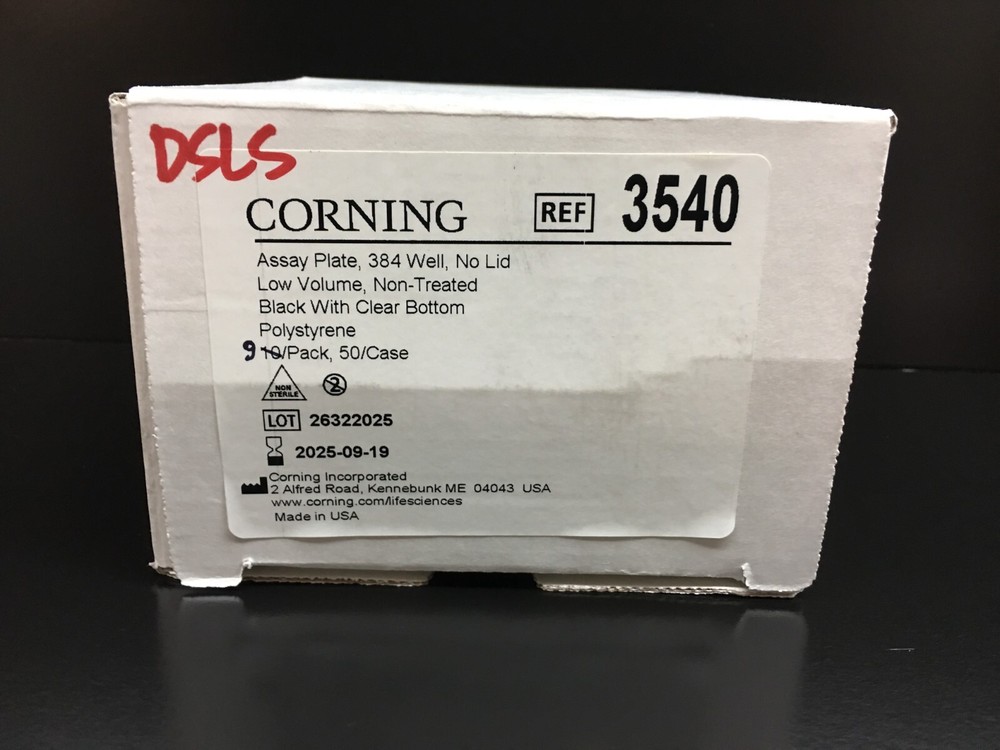 DSLS
CORNING REF 3540
Assay Plate, 384 Well, No Lid
Low Volume, Non-Treated
Black With Clear Bottom
Polystyrene
9 10/Pack, 50/Case
NON
STERILE
2
LOT 26322025
2025-09-19
Corning Incorporated
2 Alfred Road, Kennebunk ME 04043 USA
www.corning.com/lifesciences
Made in USA